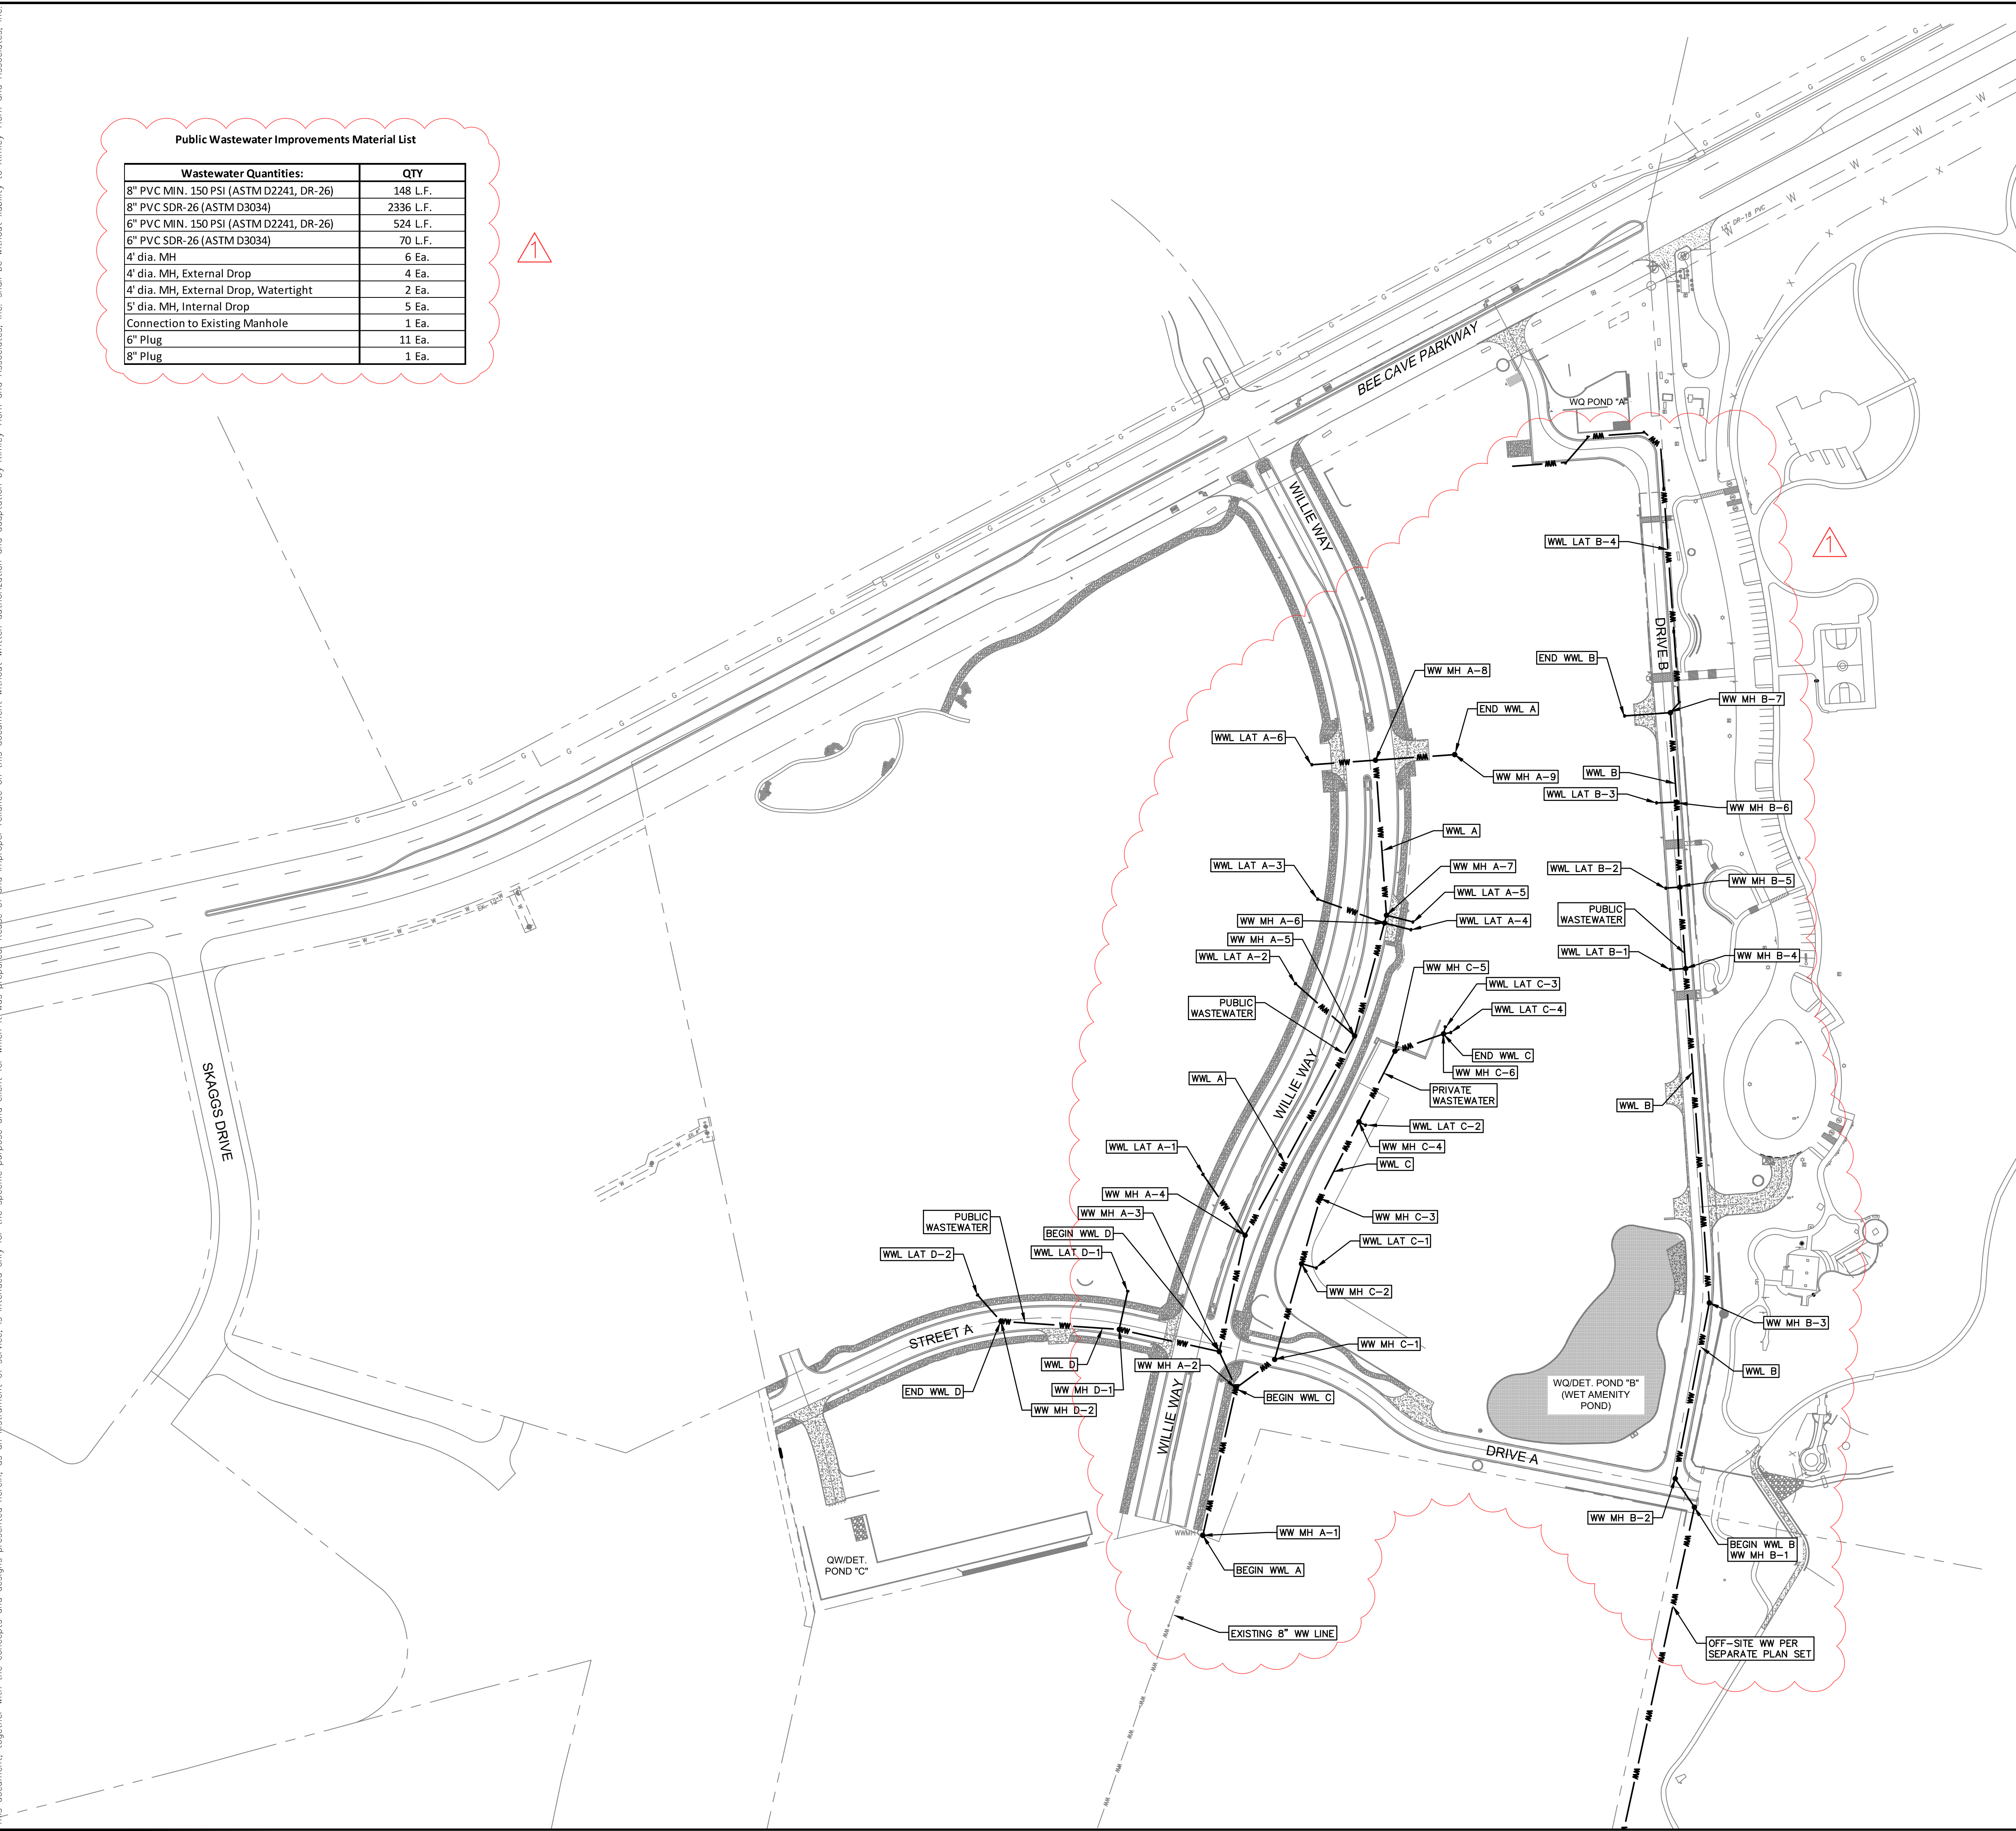 Public Wastewater Improvements Material List
Wastewater Quantities: QTY
8" PVC MIN. 150 PSI (ASTM D2241, DR-26) 148 L.F.
8" PVC SDR-26 (ASTM D3034) 2336 L.F.
6" PVC MIN. 150 PSI (ASTM D2241, DR-26) 524 L.F.
6" PVC SDR-26 (ASTM D3034) 70 L.F.
4' dia. MH 6 Ea.
4' dia. MH, External Drop 4 Ea.
4' dia. MH, External Drop, Watertight 2 Ea.
5' dia. MH, Internal Drop 5 Ea.
Connection to Existing Manhole 1 Ea.
6" Plug 11 Ea.
8" Plug 1 Ea.
1
12" DR-18 PVC
BEE CAVE PARKWAY
WQ POND "A"
WILLIE WAY
WWL LAT B-4
1
DRIVE B
END WWL B
WW MH A-8
WW MH B-7
END WWL A
WWL LAT A-6
WW MH A-9
WWL B
WWL LAT B-3
WW MH B-6
WWL A
WWL LAT A-3
WW MH A-7
WWL LAT B-2
WW MH B-5
WWL LAT A-5
WW MH A-6
WWL LAT A-4
PUBLIC
WASTEWATER
WW MH A-5
WWL LAT A-2
WWL LAT B-1
WW MH B-4
WW MH C-5
WWL LAT C-3
PUBLIC
WASTEWATER
WWL LAT C-4
END WWL C
WW MH C-6
WILLIE WAY
WWL A
PRIVATE
WASTEWATER
WWL B
SKAGGS DRIVE
WWL LAT C-2
WWL LAT A-1
WW MH C-4
WWL C
WW MH A-4
WW MH A-3
WW MH C-3
PUBLIC
WASTEWATER
BEGIN WWL D
WWL LAT D-1
WWL LAT D-2
WWL LAT C-1
WW MH C-2
STREET A
WW MH B-3
WW MH C-1
WWL D
WW MH A-2
WWL B
END WWL D
WW MH D-1
BEGIN WWL C
WW MH D-2
WQ/DET. POND "B"
(WET AMENITY
POND)
WILLIE WAY
DRIVE A
WW MH B-2
WWMH
WW MH A-1
BEGIN WWL B
WW MH B-1
QW/DET.
POND "C"
BEGIN WWL A
EXISTING 8" WW LINE
OFF-SITE WW PER
SEPARATE PLAN SET